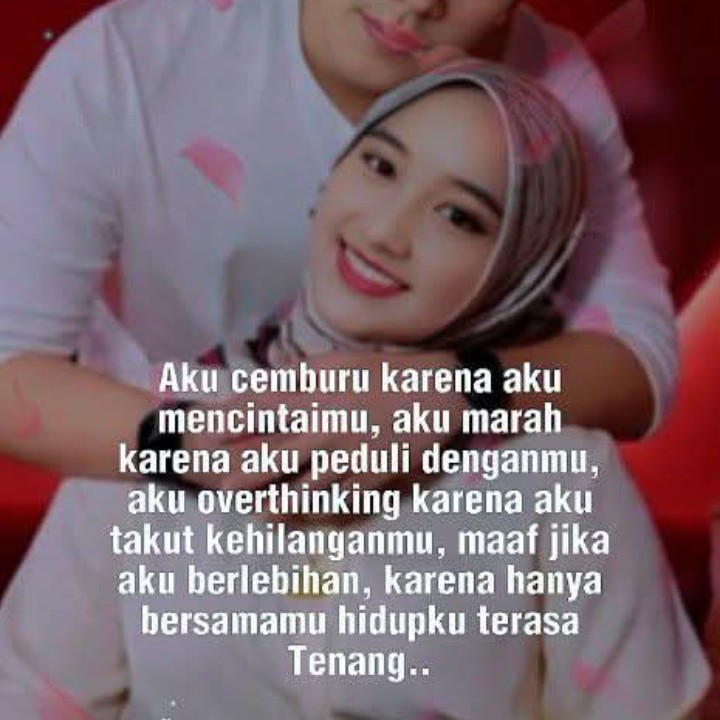 Aku cemburu karena aku
mencintaimu, aku marah
karena aku peduli denganmu,
aku overthinking karena aku
takut kehilanganmu, maaf jika
aku berlebihan, karena hanya
bersamamu hidupku terasa
Tenang..